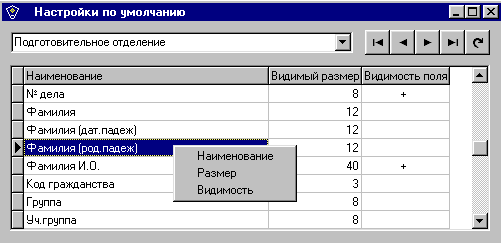 Настройки по умолчанию
Подготовительное отделение
Наименование Видимый размер Видимость поля
№ дела 8 +
Фамилия 12
Фамилия (дат.падеж) 12
Фамилия (род.падеж) 12
Фамилия И.О. 40 +
Код гражданства 3
Группа 8
Уч.группа 8
Наименование
Размер
Видимость